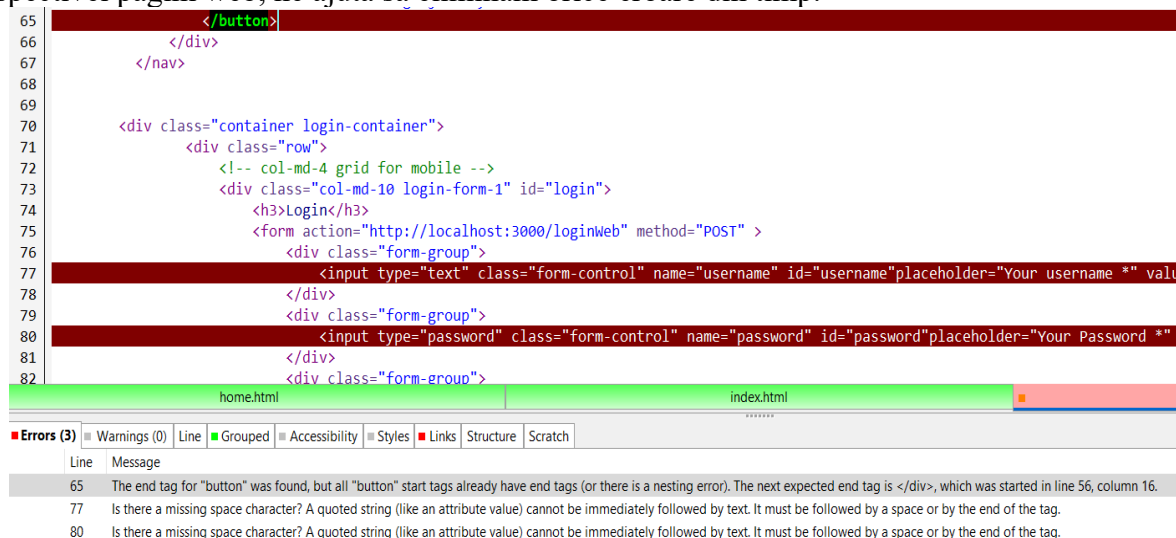 pagini web, ne ajută să eliminăm orice eroare din timp.
65 </button>
66 </div>
67 </nav>
68
69
70 <div class="container login-container">
71 <div class="row">
72 <!-- col-md-4 grid for mobile -->
73 <div class="col-md-10 login-form-1" id="login">
74 <h3>Login</h3>
75 <form action="http://localhost:3000/loginWeb" method="POST" >
76 <div class="form-group">
77 <input type="text" class="form-control" name="username" id="username"placeholder="Your username *" valu
78 </div>
79 <div class="form-group">
80 <input type="password" class="form-control" name="password" id="password"placeholder="Your Password *"
81 </div>
82 <div class="form-group">
home.html index.html
Errors (3) Warnings (0) Line Grouped Accessibility Styles Links Structure Scratch
Line Message
65 The end tag for "button" was found, but all "button" start tags already have end tags (or there is a nesting error). The next expected end tag is </div>, which was started in line 56, column 16.
77 Is there a missing space character? A quoted string (like an attribute value) cannot be immediately followed by text. It must be followed by a space or by the end of the tag.
80 Is there a missing space character? A quoted string (like an attribute value) cannot be immediately followed by text. It must be followed by a space or by the end of the tag.